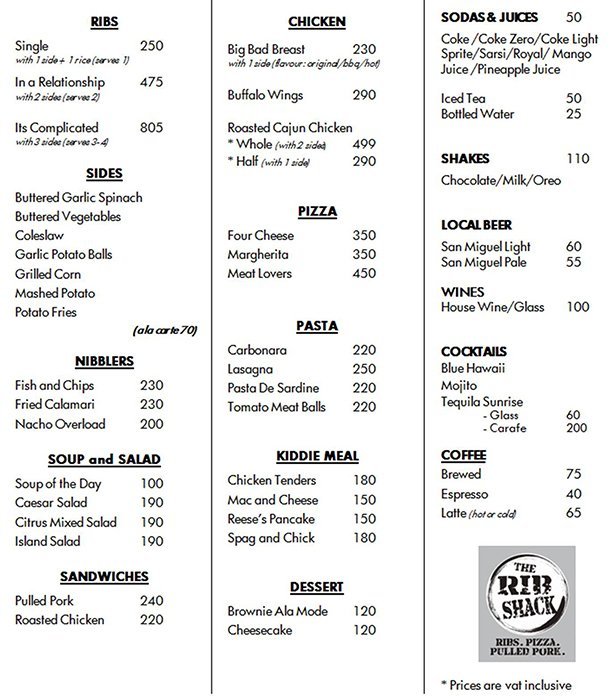 RIBS
Single 250
with 1 side + 1 rice (serves 1)
In a Relationship 475
with 2 sides (serves 2)
Its Complicated 805
with 3 sides (serves 3-4)
SIDES
Buttered Garlic Spinach
Buttered Vegetables
Coleslaw
Garlic Potato Balls
Grilled Corn
Mashed Potato
Potato Fries
(ala carte 70)
NIBBLERS
Fish and Chips 230
Fried Calamari 230
Nacho Overload 200
SOUP and SALAD
Soup of the Day 100
Caesar Salad 190
Citrus Mixed Salad 190
Island Salad 190
SANDWICHES
Pulled Pork 240
Roasted Chicken 220
CHICKEN
Big Bad Breast 230
with 1 side (flavour: original/bbq/hot)
Buffalo Wings 290
Roasted Cajun Chicken
* Whole (with 2 sides) 499
* Half (with 1 side) 290
PIZZA
Four Cheese 350
Margherita 350
Meat Lovers 450
PASTA
Carbonara 220
Lasagna 250
Pasta De Sardine 220
Tomato Meat Balls 220
KIDDIE MEAL
Chicken Tenders 180
Mac and Cheese 150
Reese's Pancake 150
Spag and Chick 180
DESSERT
Brownie Ala Mode 120
Cheesecake 120
SODAS & JUICES 50
Coke /Coke Zero/Coke Light
Sprite/Sarsi/Royal/ Mango
Juice /Pineapple Juice
Iced Tea 50
Bottled Water 25
SHAKES 110
Chocolate/Milk/Oreo
LOCAL BEER
San Miguel Light 60
San Miguel Pale 55
WINES
House Wine/Glass 100
COCKTAILS
Blue Hawaii
Mojito
Tequila Sunrise
- Glass 60
- Carafe 200
COFFEE
Brewed 75
Espresso 40
Latte (hot or cold) 65
THE
RIB
SHACK
RIBS. PIZZA.
PULLED PORK.
* Prices are vat inclusive